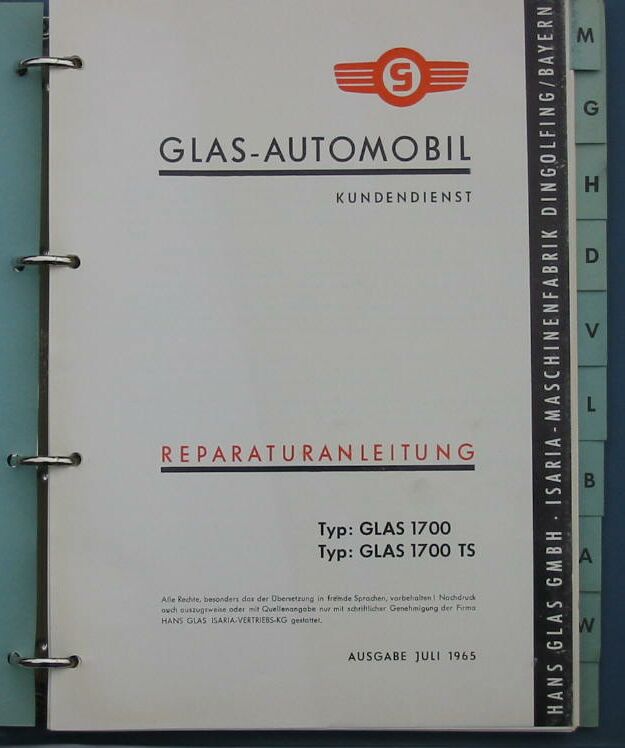 G
GLAS-AUTOMOBIL
KUNDENDIENST
REPARATURANLEITUNG
Typ: GLAS 1700
Typ: GLAS 1700 TS
Alle Rechte, besonders das der Übersetzung in fremde Sprachen, vorbehalten! Nachdruck
auch auszugsweise oder mit Quellenangabe nur mit schriftlicher Genehmigung der Firma
HANS GLAS ISARIA-VERTRIEBS-KG gestattet.
AUSGABE JULI 1965
HANS GLAS GMBH · ISARIA-MASCHINENFABRIK DINGOLFING/BAYERN
M
G
H
D
V
L
B
A
W